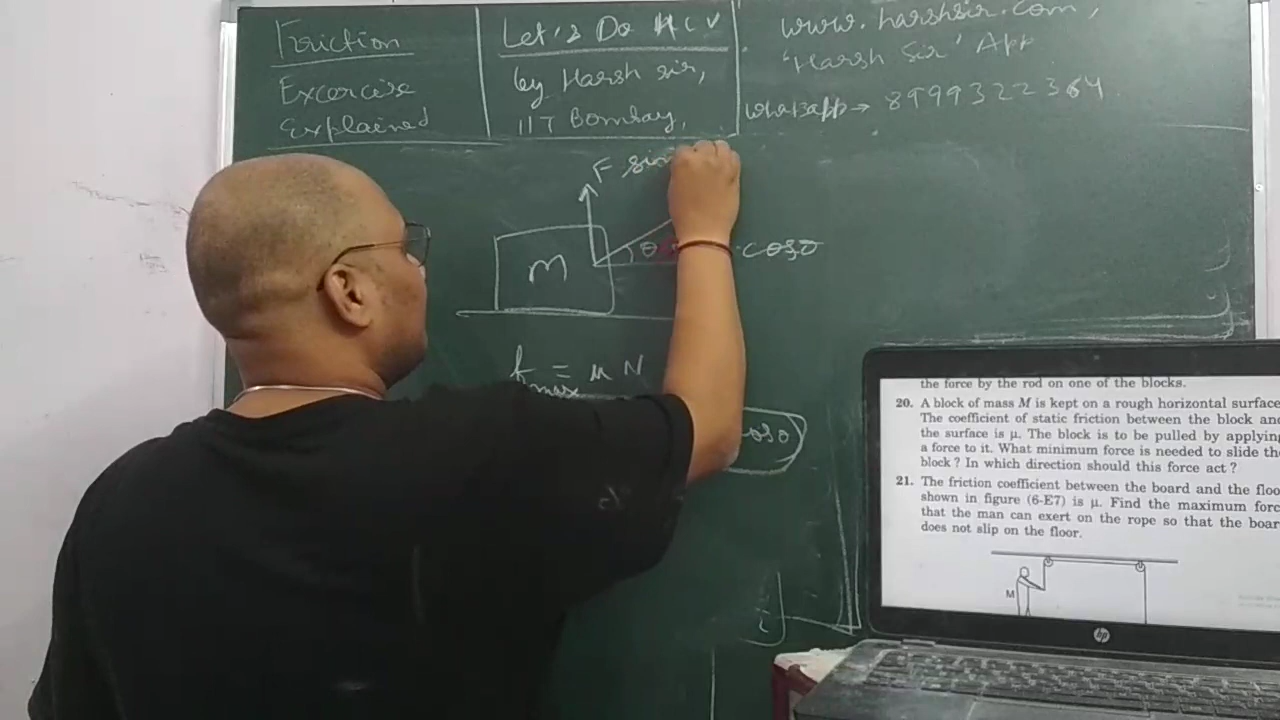 Friction
Excercise
Explained
Let's Do HCV
by Harsh sir,
IIT Bombay,
www.harshsir.com,
'Harsh Sir' App
Whatsapp → 8999322364
F sin
M
θ
cosθ
fmax = μN
cosθ
the force by the rod on one of the blocks.
20. A block of mass M is kept on a rough horizontal surface
The coefficient of static friction between the block and
the surface is μ. The block is to be pulled by applying
a force to it. What minimum force is needed to slide the
block ? In which direction should this force act ?
21. The friction coefficient between the board and the floo
shown in figure (6-E7) is μ. Find the maximum forc
that the man can exert on the rope so that the boar
does not slip on the floor.
M
hp